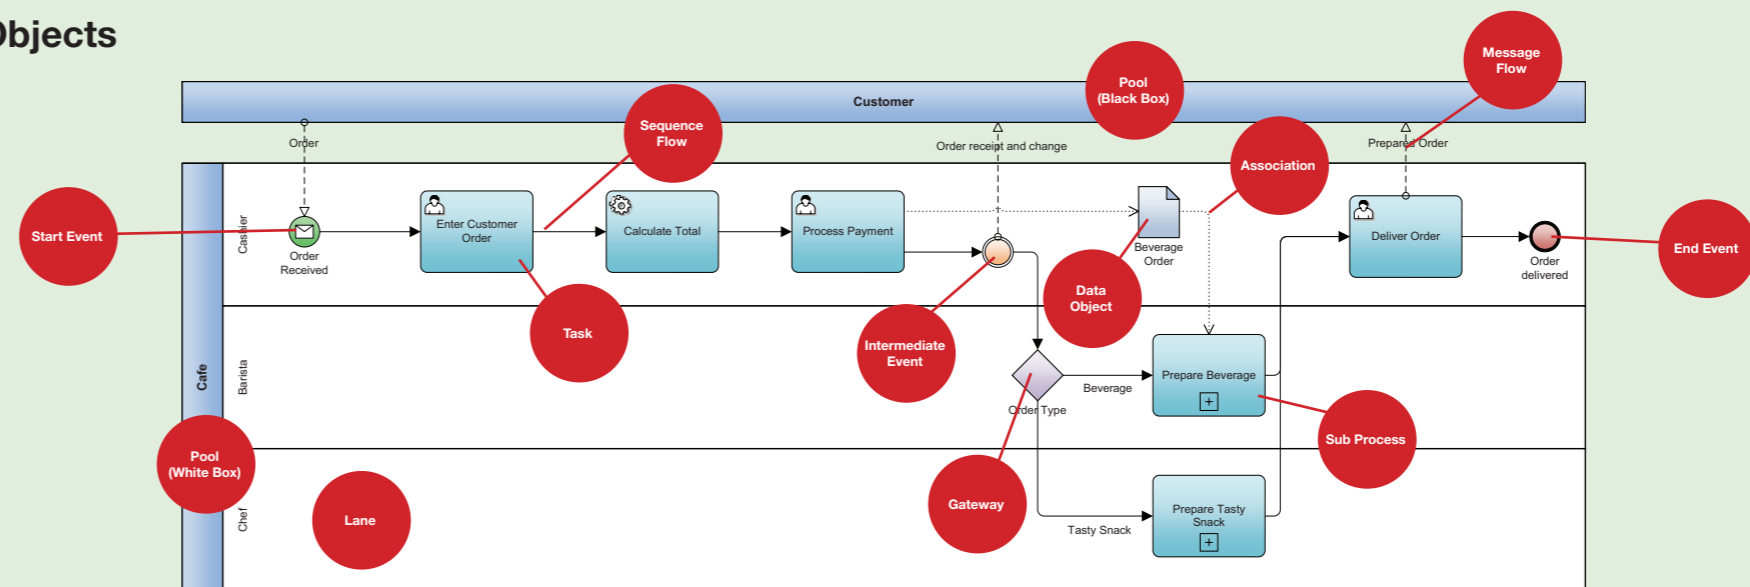 Objects
Message
Flow
Pool
(Black Box)
Customer
Sequence
Flow
Order
Order receipt and change
Prepared Order
Association
Start Event
Cashier
Order
Received
Enter Customer
Order
Calculate Total
Process Payment
Beverage
Order
Deliver Order
Order
delivered
End Event
Data
Object
Task
Intermediate
Event
Cafe
Barista
Prepare Beverage
Beverage
Order Type
Sub Process
Pool
(White Box)
Lane
Chef
Gateway
Tasty Snack
Prepare Tasty
Snack